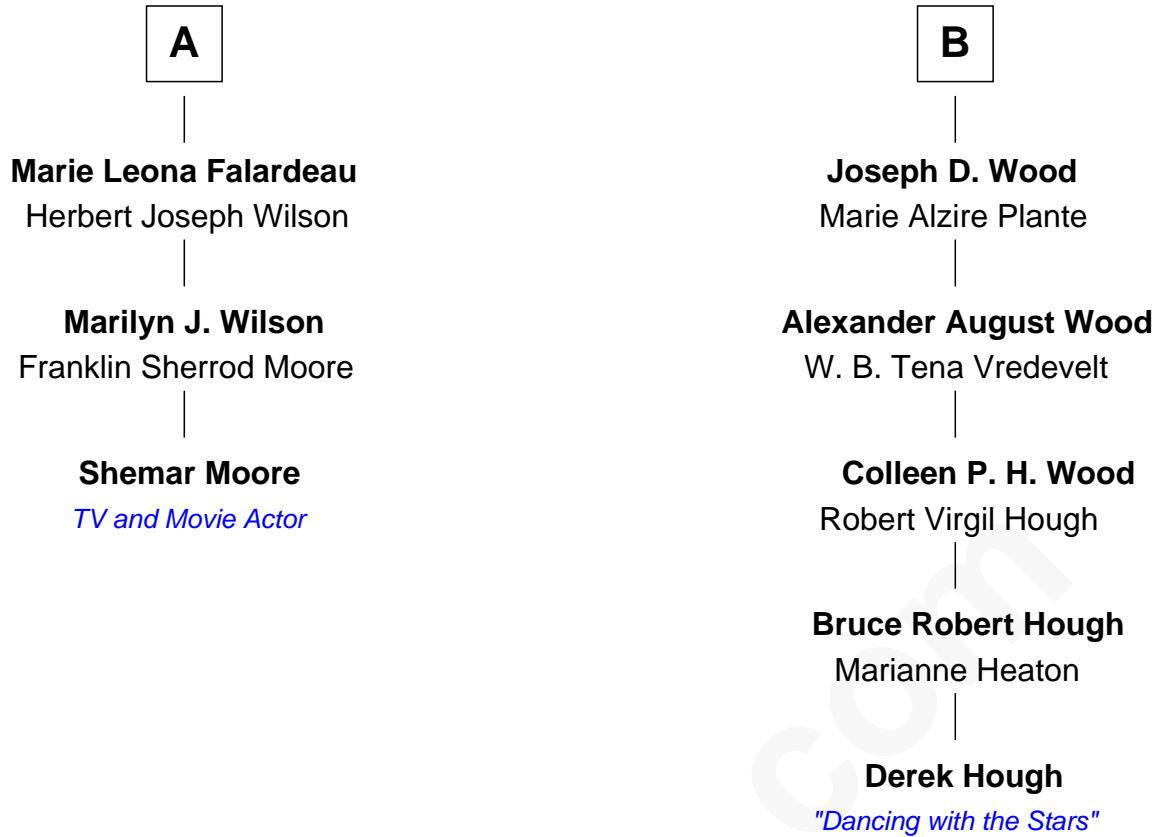 A
Marie Leona Falardeau
Herbert Joseph Wilson
Marilyn J. Wilson
Franklin Sherrod Moore
Shemar Moore
TV and Movie Actor
B
Joseph D. Wood
Marie Alzire Plante
Alexander August Wood
W. B. Tena Vredevelt
Colleen P. H. Wood
Robert Virgil Hough
Bruce Robert Hough
Marianne Heaton
Derek Hough
"Dancing with the Stars"
com